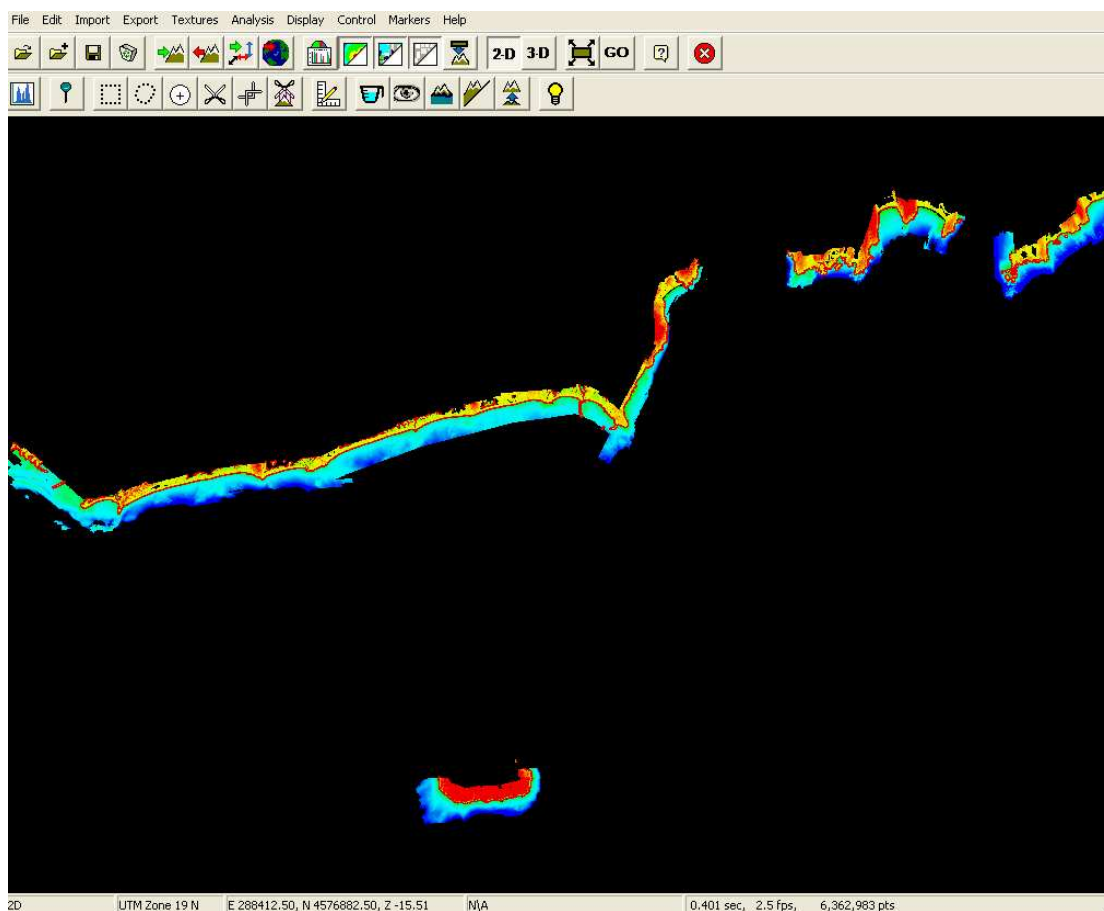 File Edit Import Export Textures Analysis Display Control Markers Help
2-D 3-D GO
2D UTM Zone 19 N E 288412.50, N 4576882.50, Z -15.51 N\A 0.401 sec, 2.5 fps, 6,362,983 pts